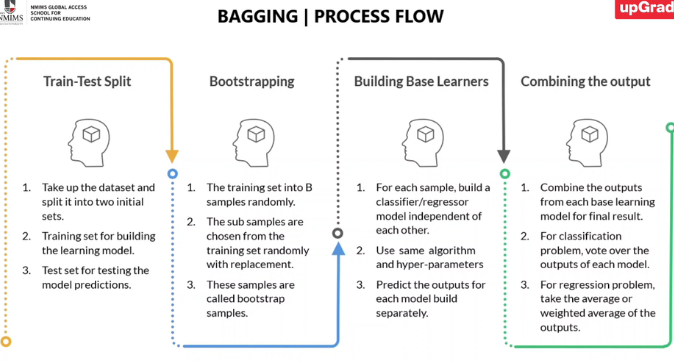 NMIMS
NMIMS GLOBAL ACCESS
SCHOOL FOR
CONTINUING EDUCATION
BAGGING | PROCESS FLOW
upGrad
Train-Test Split
1. Take up the dataset and
split it into two initial
sets.
2. Training set for building
the learning model.
3. Test set for testing the
model predictions.
Bootstrapping
1. The training set into B
samples randomly.
2. The sub samples are
chosen from the
training set randomly
with replacement.
3. These samples are
called bootstrap
samples.
Building Base Learners
1. For each sample, build a
classifier/regressor
model independent of
each other.
2. Use same algorithm
and hyper-parameters
3. Predict the outputs for
each model build
separately.
Combining the output
1. Combine the outputs
from each base learning
model for final result.
2. For classification
problem, vote over the
outputs of each model.
3. For regression problem,
take the average or
weighted average of the
outputs.